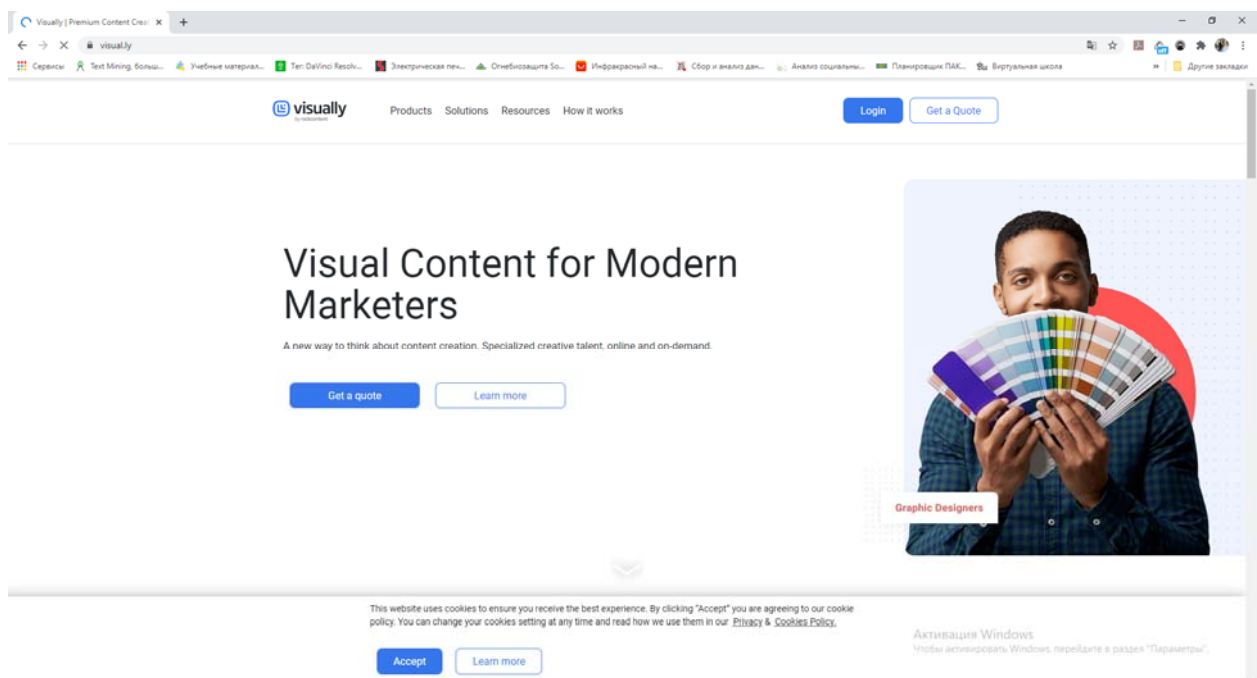 Visually | Premium Content Creat
visual.ly
Сервисы Text Mining, больш... Учебные материал... Тег: DaVinci Resolv... Электрическая печ... Огнебиозащита So... Инфракрасный на... Сбор и анализ дан... Анализ социальны... Планировщик ПАК... Виртуальная школа » Другие закладки
visually Products Solutions Resources How it works Login Get a Quote
by rockcontent
Visual Content for Modern
Marketers
A new way to think about content creation. Specialized creative talent, online and on-demand.
Get a quote Learn more
Graphic Designers
This website uses cookies to ensure you receive the best experience. By clicking "Accept" you are agreeing to our cookie
policy. You can change your cookies setting at any time and read how we use them in our Privacy & Cookies Policy.
Accept Learn more
Активация Windows
Чтобы активировать Windows, перейдите в раздел "Параметры".